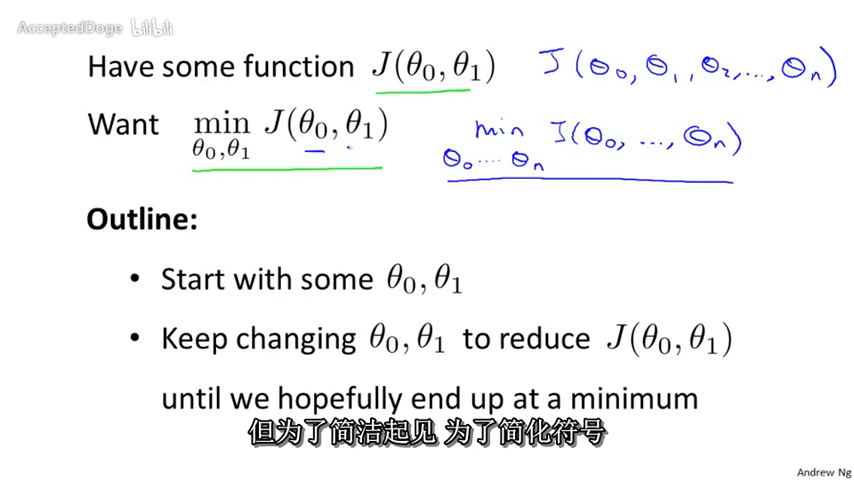 AcceptedDoge bilibili
Have some function J(θ₀, θ₁) J(θ₀, θ₁, θ₂, ..., θₙ)
Want min J(θ₀, θ₁) min J(θ₀, ..., θₙ)
θ₀,θ₁ θ₀ .... θₙ
Outline:
• Start with some θ₀, θ₁
• Keep changing θ₀, θ₁ to reduce J(θ₀, θ₁)
until we hopefully end up at a minimum
但为了简洁起见 为了简化符号
Andrew Ng